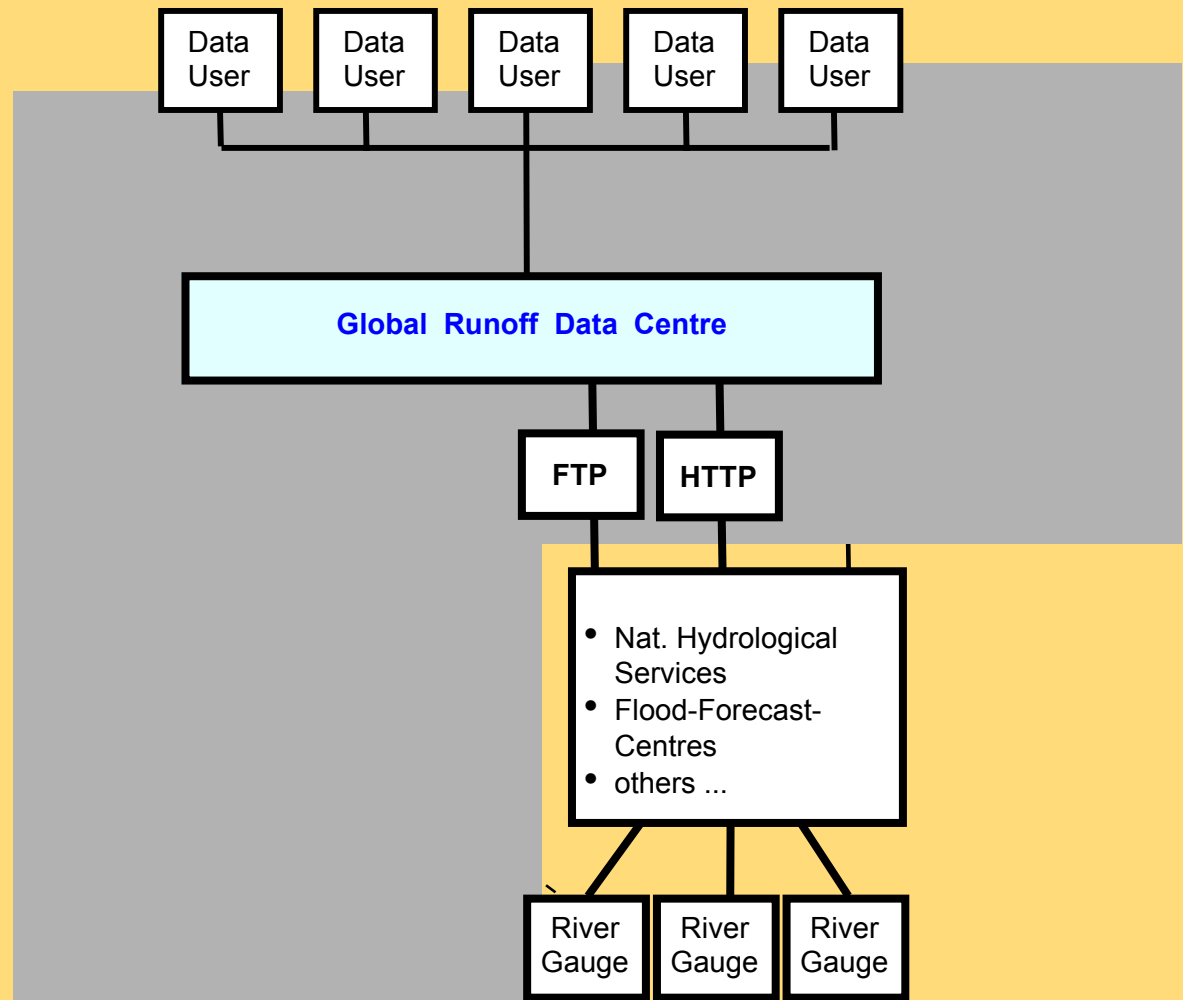 Data Data Data Data Data
User User User User User
Global Runoff Data Centre
FTP HTTP
• Nat. Hydrological
Services
• Flood-Forecast-
Centres
• others ...
River River River
Gauge Gauge Gauge